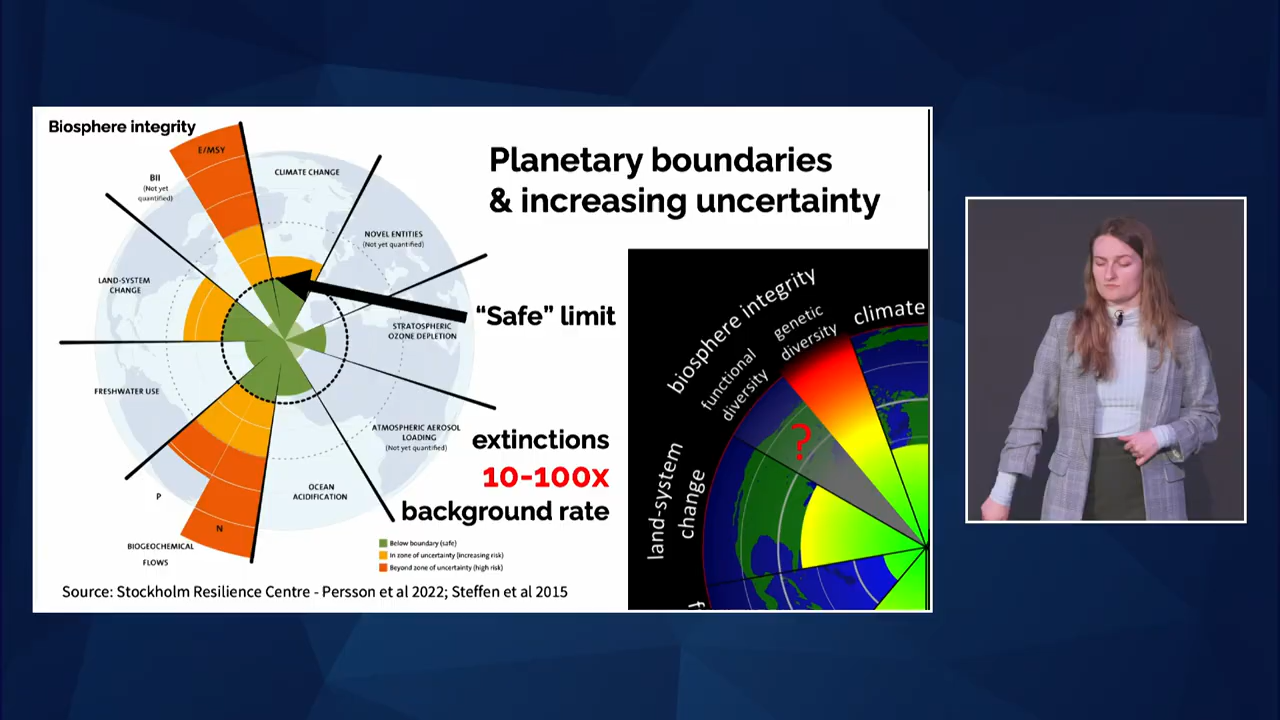 Biosphere integrity
E/MSY
BII
(Not yet
quantified)
CLIMATE CHANGE
NOVEL ENTITIES
(Not yet quantified)
LAND-SYSTEM
CHANGE
STRATOSPHERIC
OZONE DEPLETION
FRESHWATER USE
ATMOSPHERIC AEROSOL
LOADING
(Not yet quantified)
OCEAN
ACIDIFICATION
P
N
BIOGEOCHEMICAL
FLOWS
Below boundary (safe)
In zone of uncertainty (increasing risk)
Beyond zone of uncertainty (high risk)
Planetary boundaries
& increasing uncertainty
"Safe" limit
extinctions
10-100x
background rate
biosphere integrity
genetic
diversity
functional
diversity
climate
?
land-system
change
f
Source: Stockholm Resilience Centre - Persson et al 2022; Steffen et al 2015